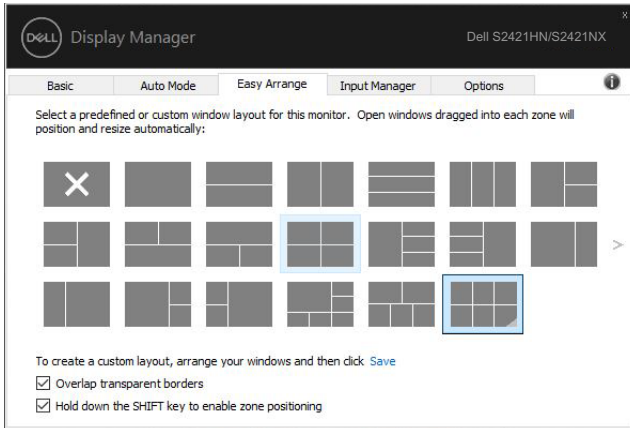 x
DELL Display Manager Dell S2421HN/S2421NX
Basic Auto Mode Easy Arrange Input Manager Options
Select a predefined or custom window layout for this monitor. Open windows dragged into each zone will
position and resize automatically:
To create a custom layout, arrange your windows and then click Save
Overlap transparent borders
Hold down the SHIFT key to enable zone positioning